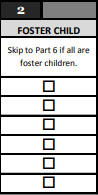 2
FOSTER CHILD
Skip to Part 6 if all are
foster children.